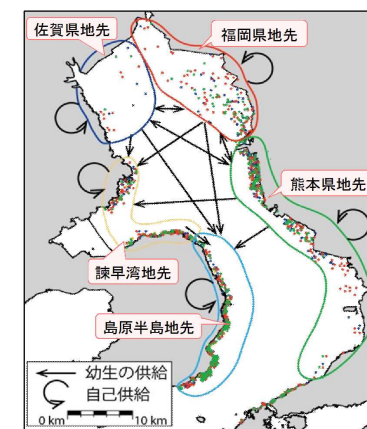 佐賀県地先
福岡県地先
熊本県地先
諫早湾地先
島原半島地先
幼生の供給
自己供給
0 km 10 km